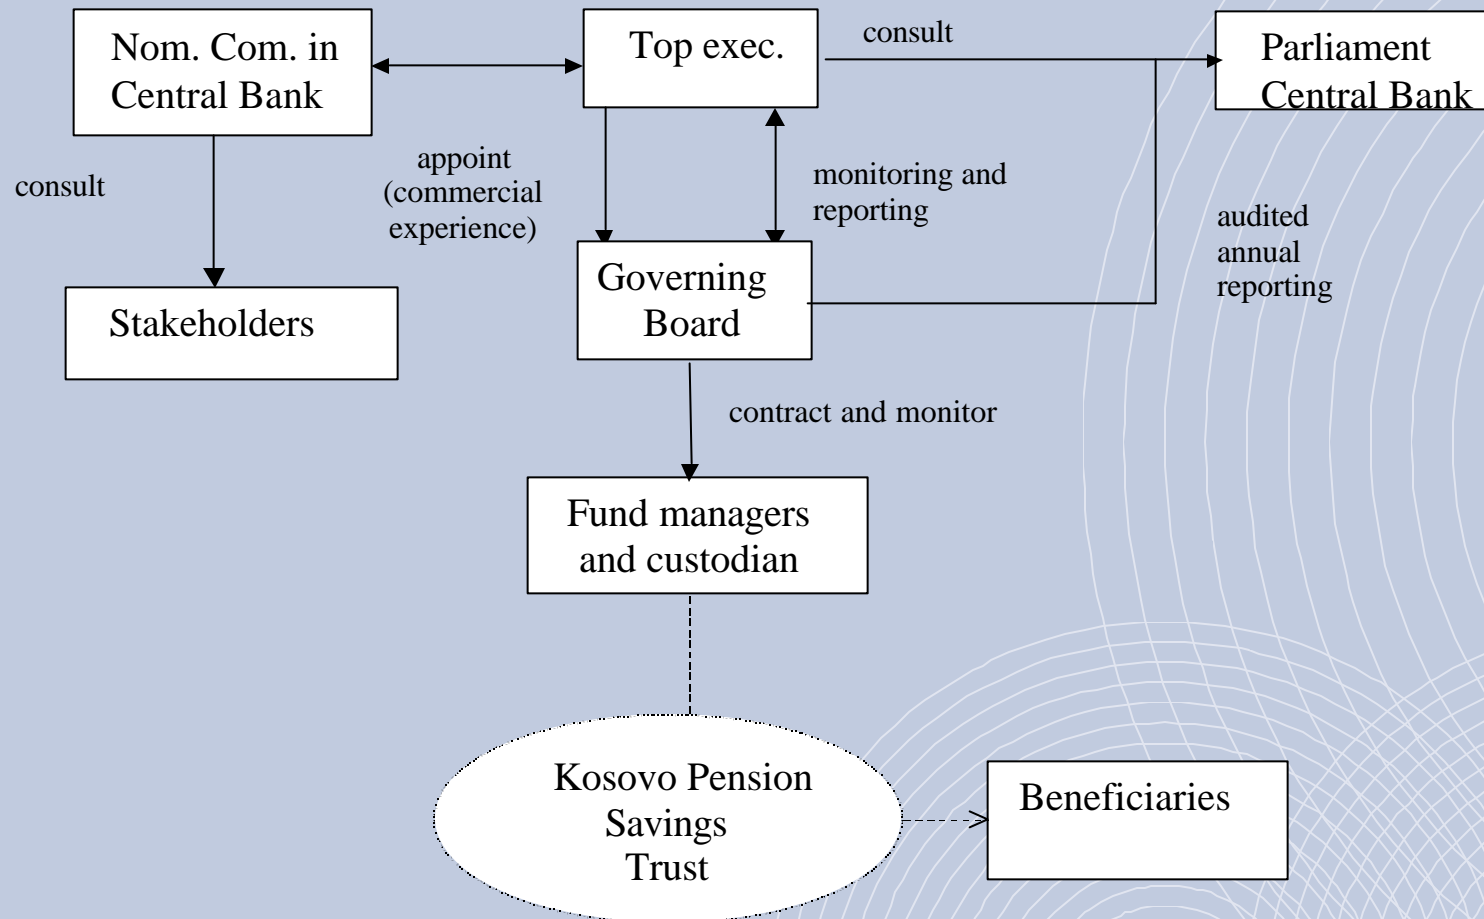 Nom. Com. in
Central Bank
Top exec.
consult
Parliament
Central Bank
consult
appoint
(commercial
experience)
monitoring and
reporting
audited
annual
reporting
Stakeholders
Governing
Board
contract and monitor
Fund managers
and custodian
Kosovo Pension
Savings
Trust
Beneficiaries